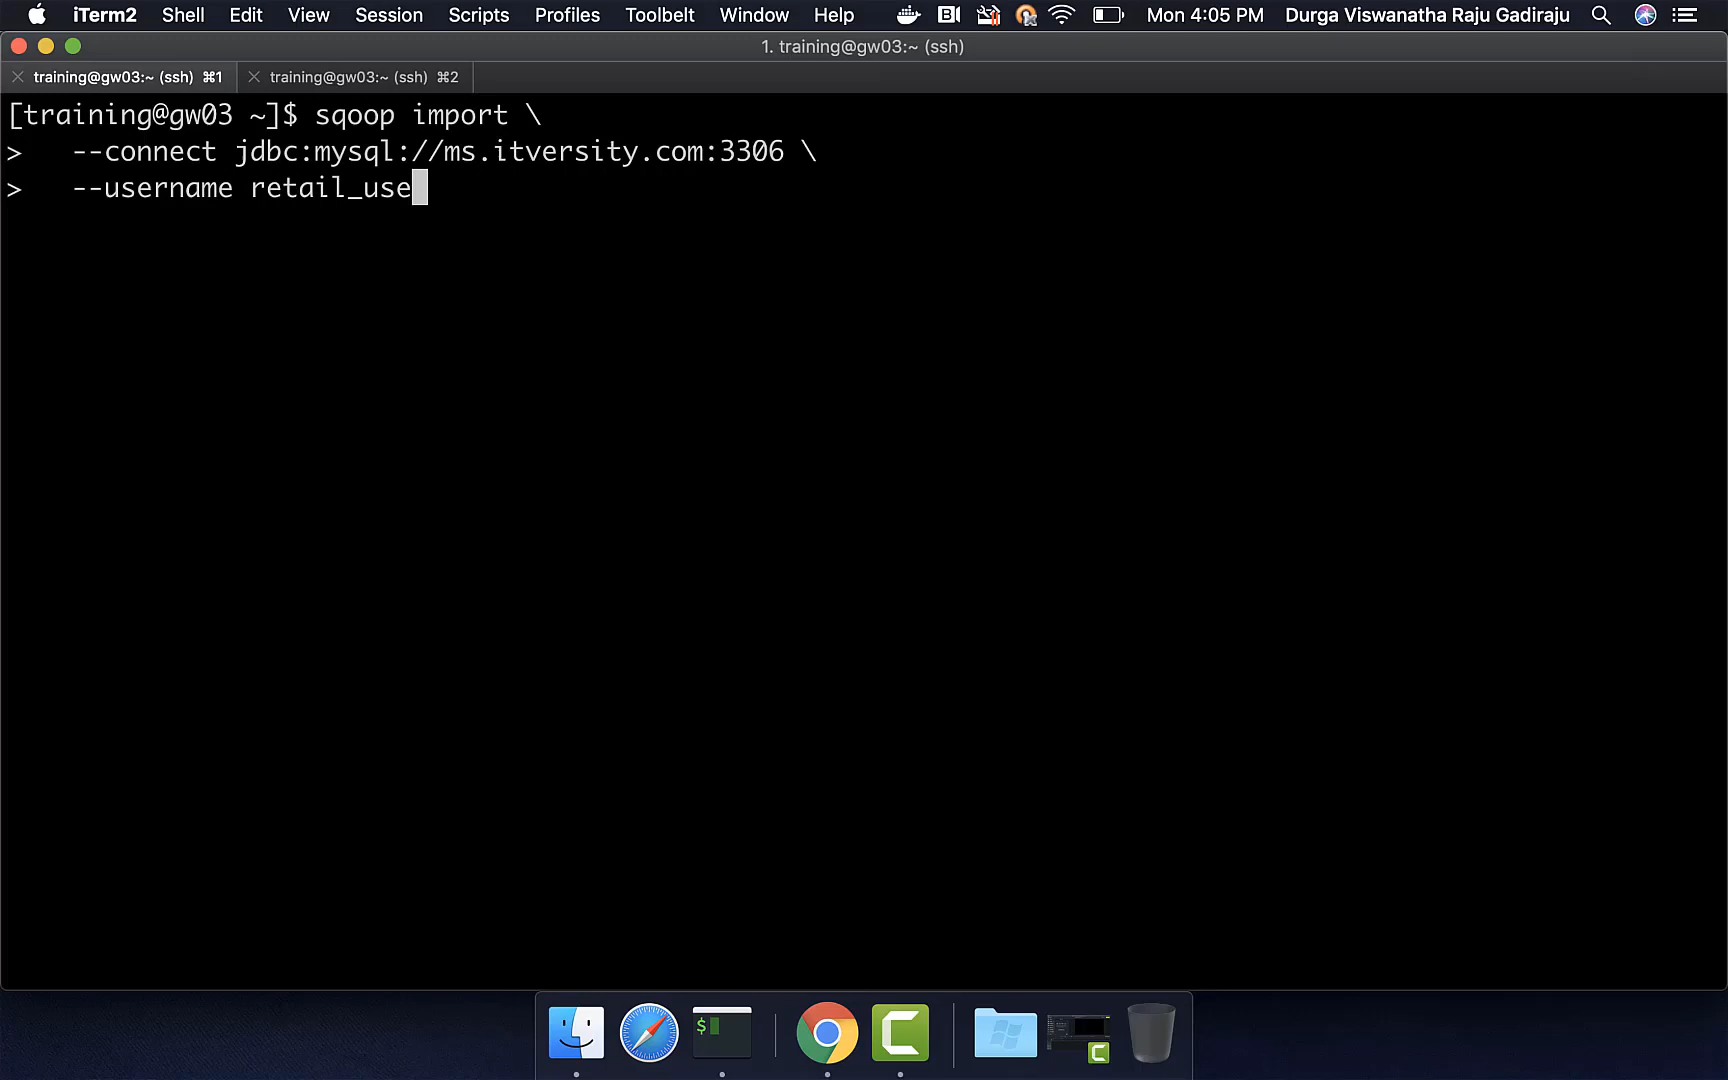 iTerm2 Shell Edit View Session Scripts Profiles Toolbelt Window Help Mon 4:05 PM Durga Viswanatha Raju Gadiraju
1. training@gw03:~ (ssh)
training@gw03:~ (ssh) ⌘1 training@gw03:~ (ssh) ⌘2
[training@gw03 ~]$ sqoop import \
> --connect jdbc:mysql://ms.itversity.com:3306 \
> --username retail_use
$